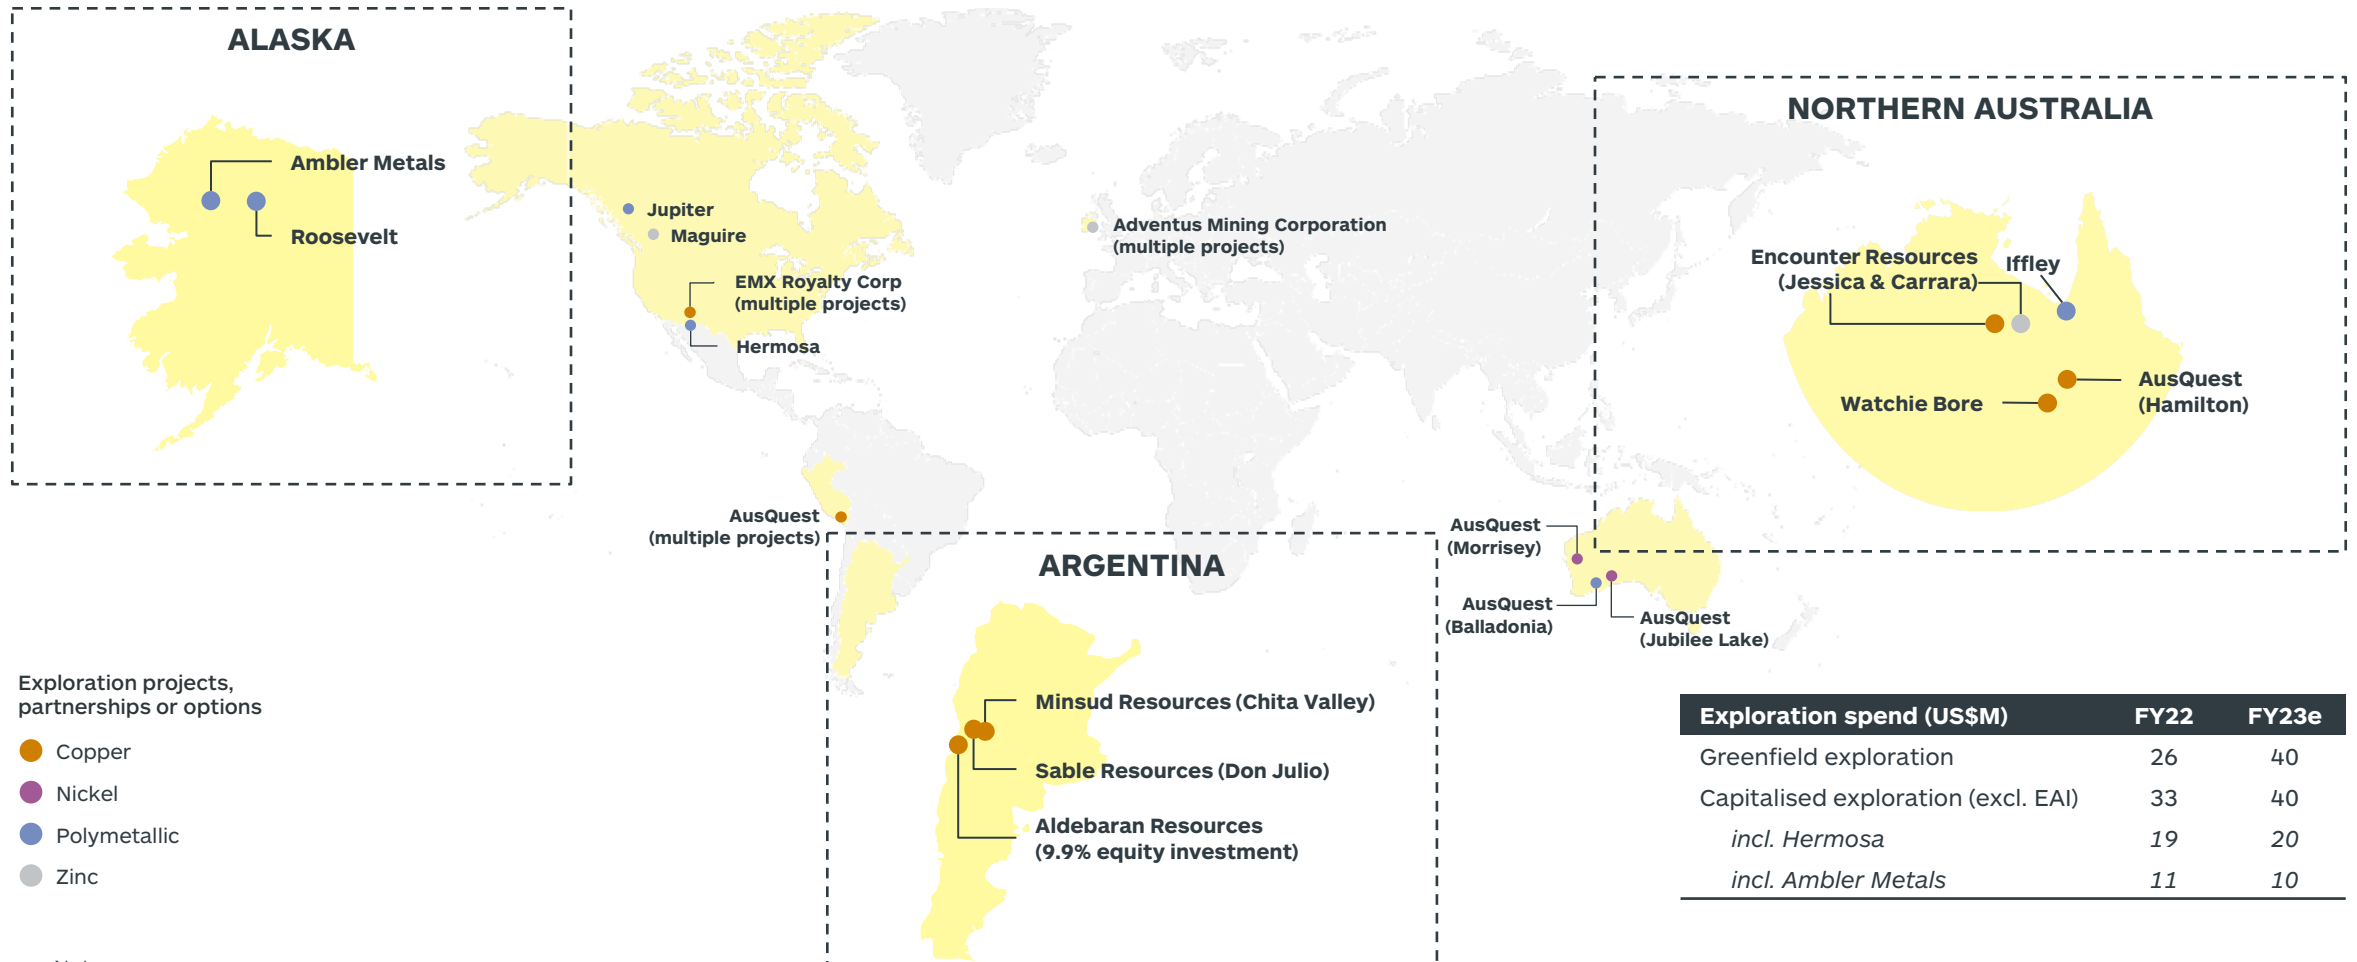 ALASKA
Ambler Metals
Roosevelt
Jupiter
Maguire
EMX Royalty Corp
(multiple projects)
Hermosa
Adventus Mining Corporation
(multiple projects)
NORTHERN AUSTRALIA
Encounter Resources
(Jessica & Carrara)
Iffley
AusQuest
(Hamilton)
Watchie Bore
AusQuest
(multiple projects)
AusQuest
(Morrisey)
AusQuest
(Balladonia)
AusQuest
(Jubilee Lake)
ARGENTINA
Minsud Resources (Chita Valley)
Sable Resources (Don Julio)
Aldebaran Resources
(9.9% equity investment)
Exploration projects,
partnerships or options
Copper
Nickel
Polymetallic
Zinc
Exploration spend (US$M) FY22 FY23e
Greenfield exploration 26 40
Capitalised exploration (excl. EAI) 33 40
incl. Hermosa 19 20
incl. Ambler Metals 11 10